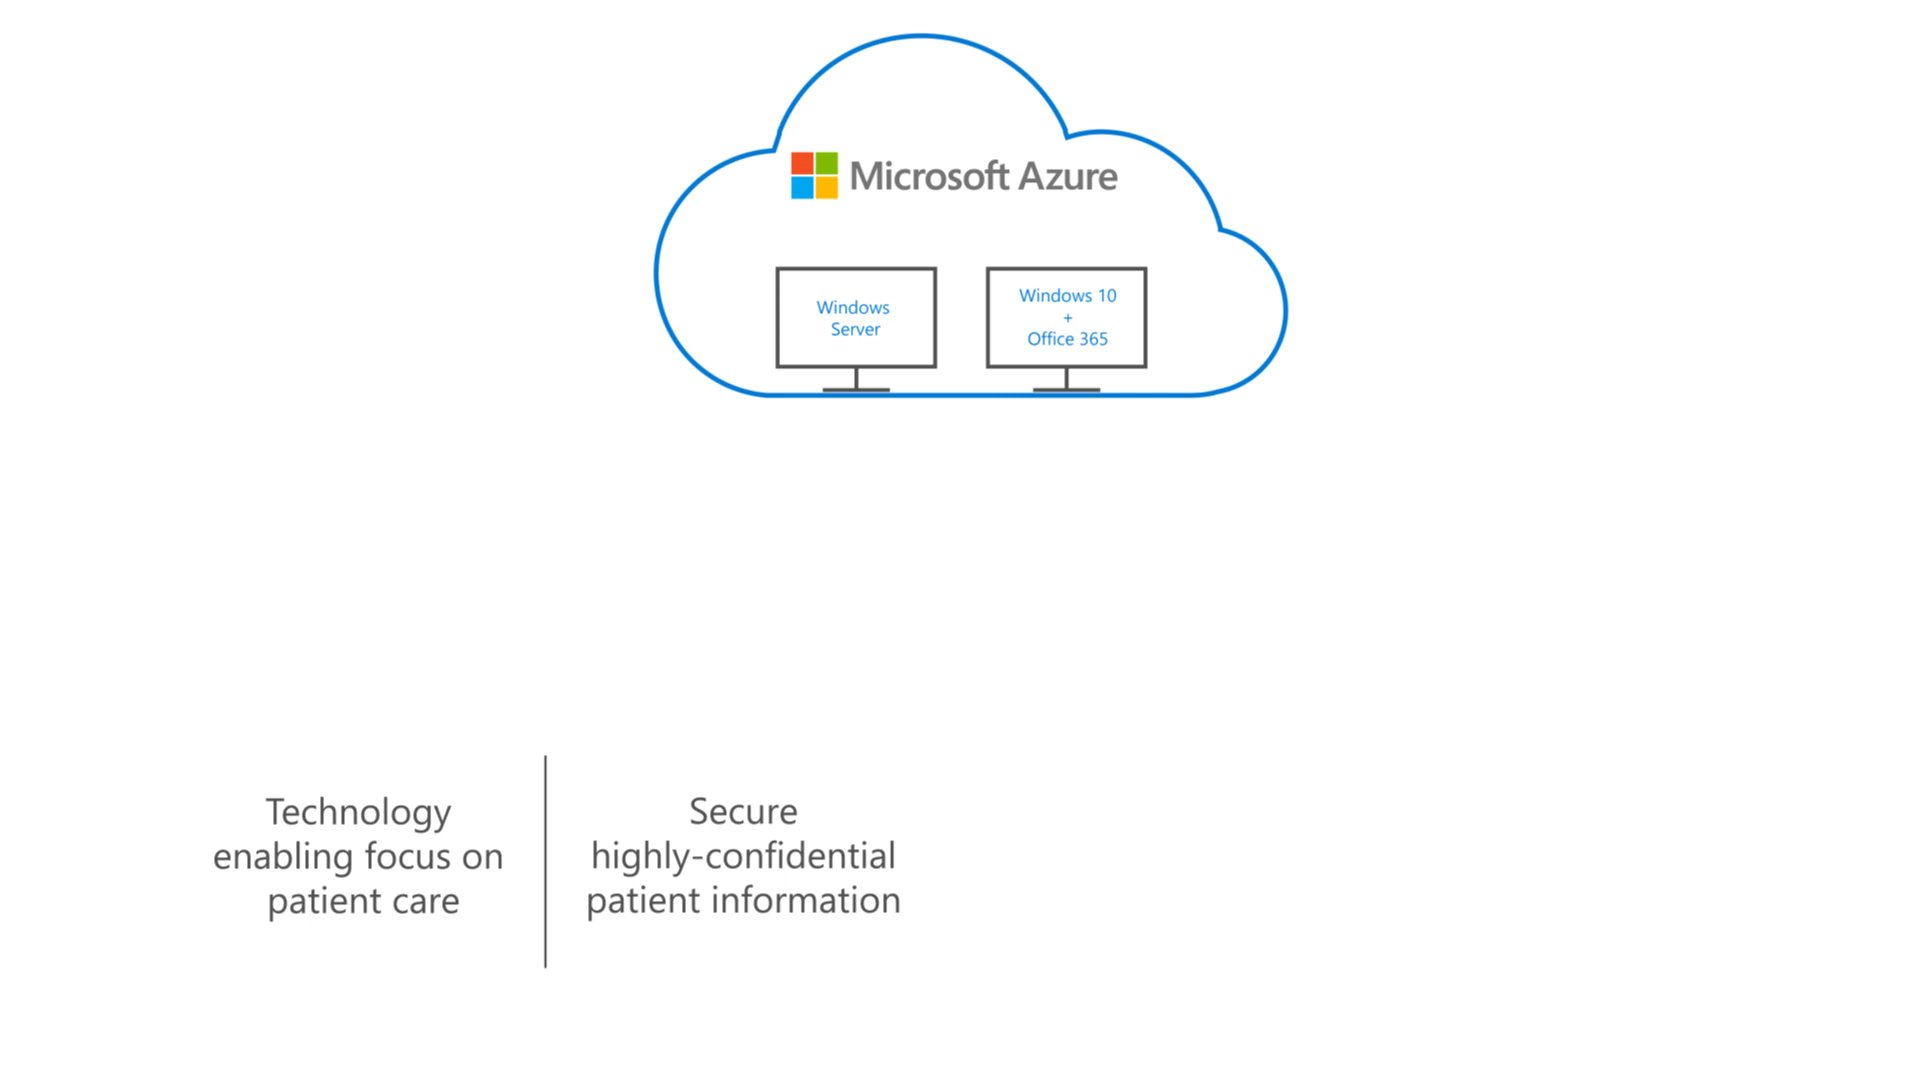 Microsoft Azure
Windows
Server
Windows 10
+
Office 365
Technology
enabling focus on
patient care
Secure
highly-confidential
patient information